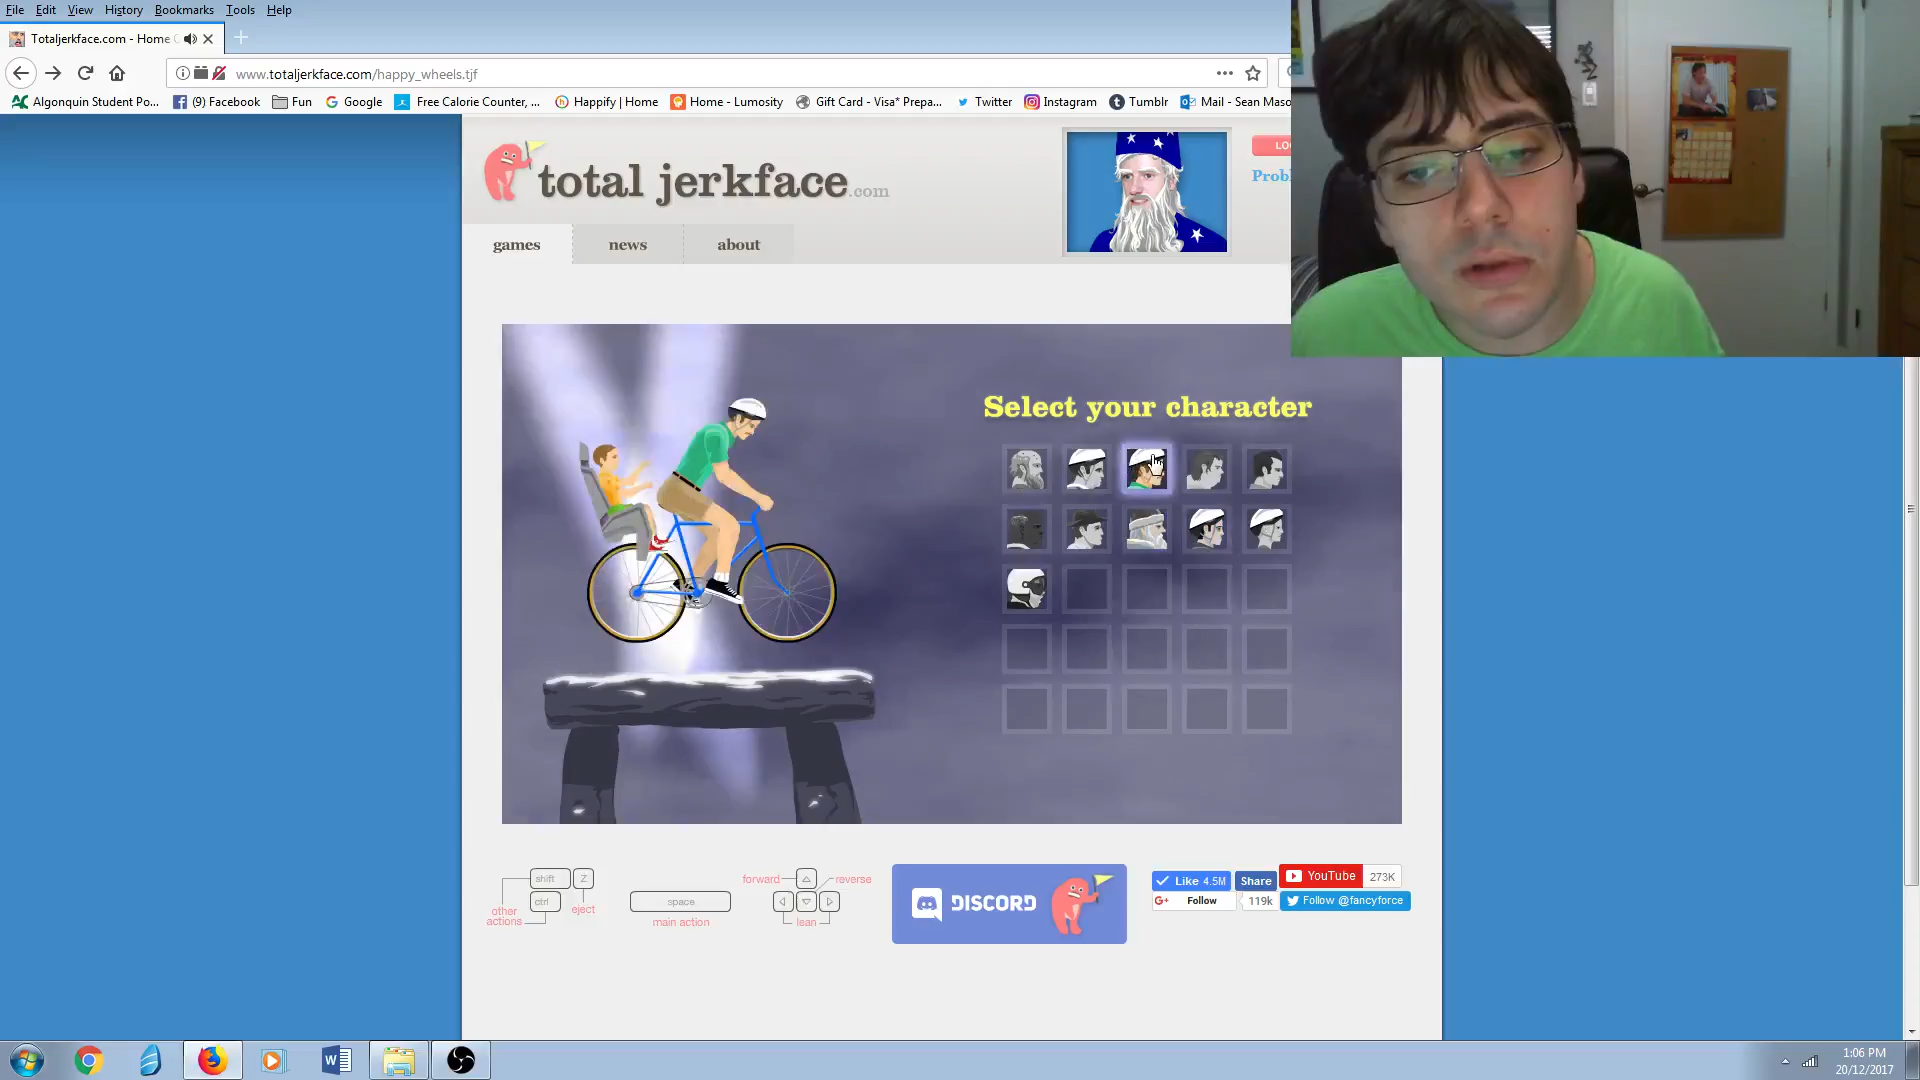 File Edit View History Bookmarks Tools Help
Totaljerkface.com - Home
www.totaljerkface.com/happy_wheels.tjf
Algonquin Student Po... (9) Facebook Fun Google Free Calorie Counter, ... Happify | Home Home - Lumosity Gift Card - Visa* Prepa... Twitter Instagram Tumblr Mail - Sean Maso
total jerkface.com
LO
Probl
games news about
Select your character
shift Z
ctrl
other actions
eject
space
main action
forward reverse
lean
DISCORD
Like 4.5M Share YouTube 273K
G+ Follow 119k Follow @fancyforce
W
1:06 PM
20/12/2017